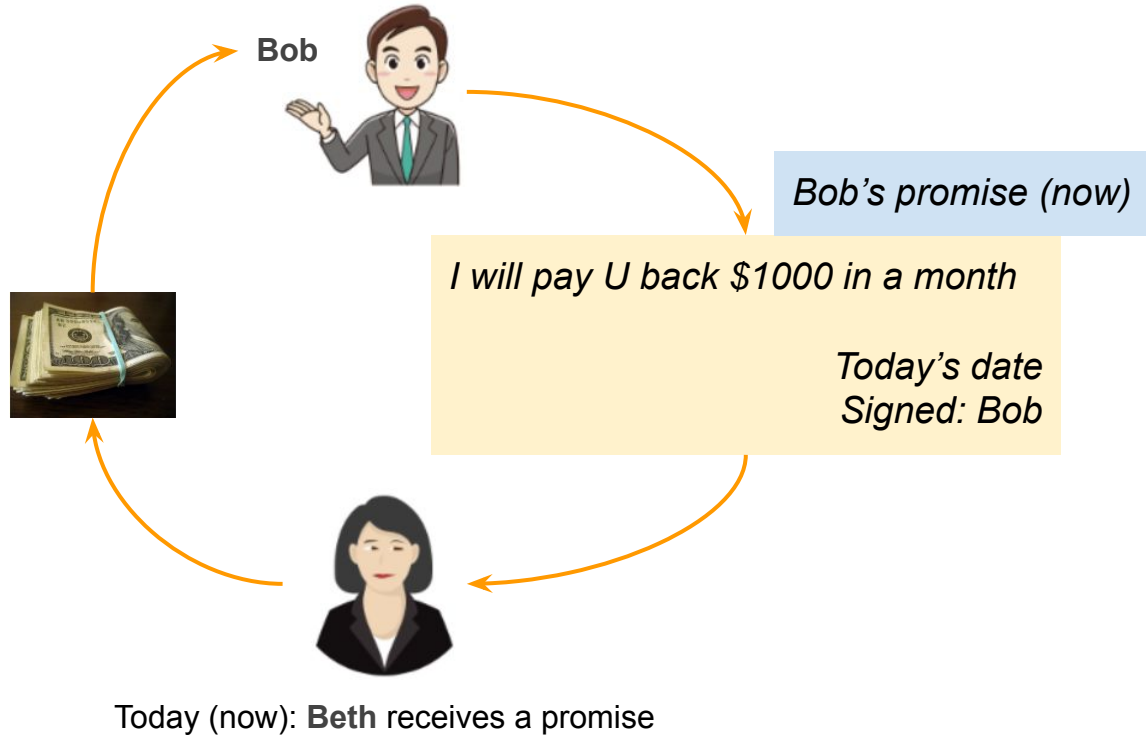 Bob
Bob’s promise (now)
I will pay U back $1000 in a month
Today’s date
Signed: Bob
Today (now): Beth receives a promise